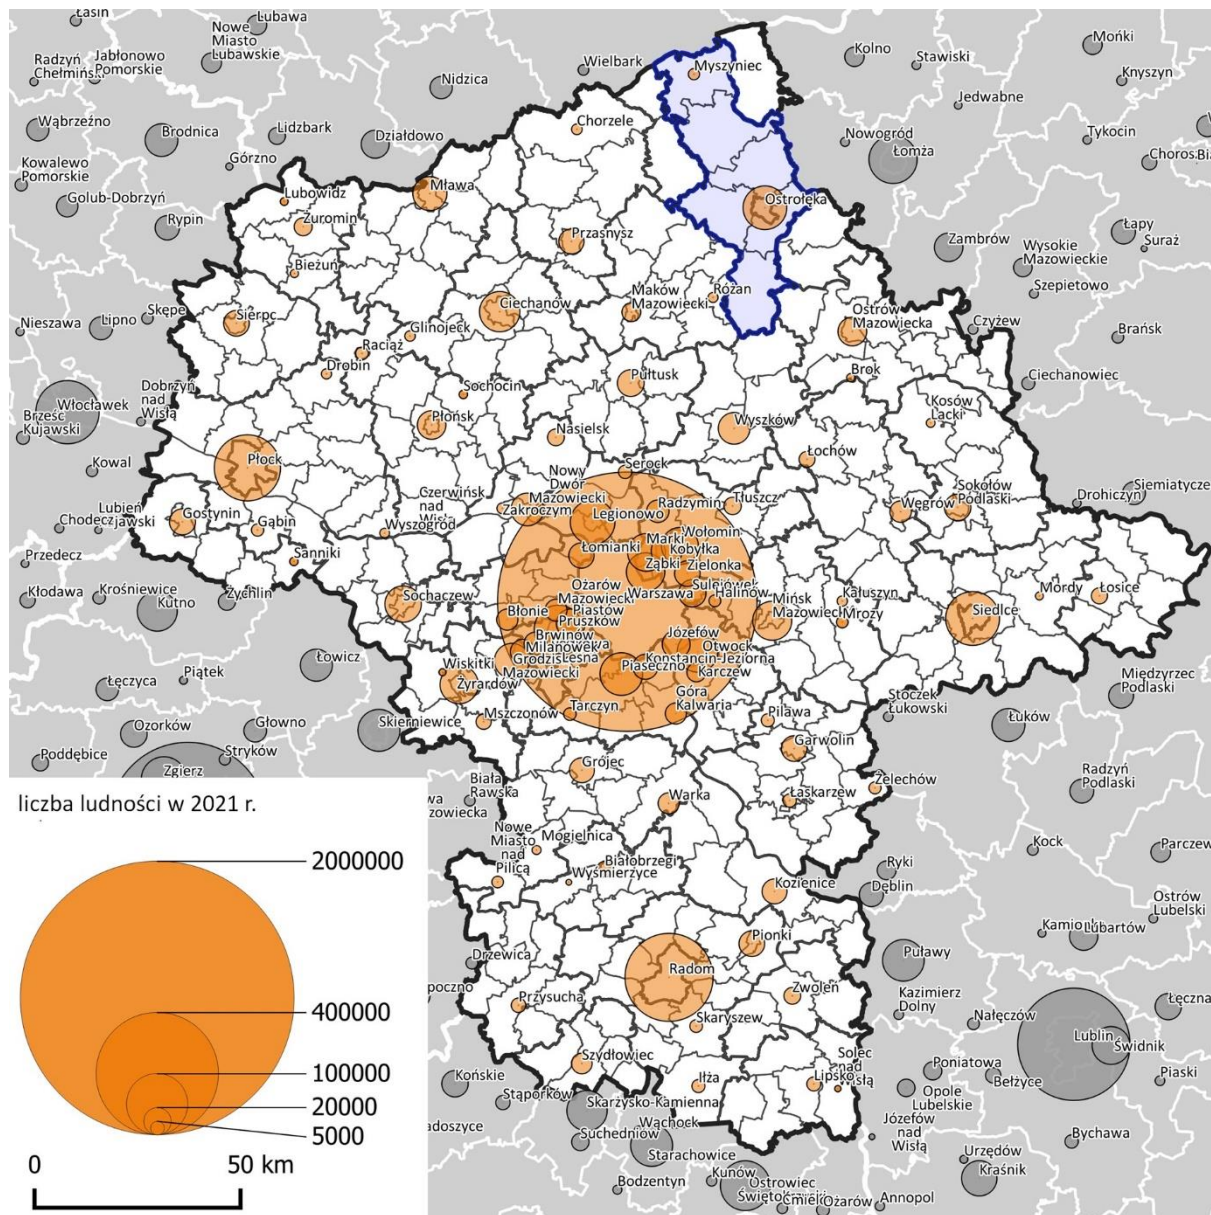 Łasin
Lubawa
Nowe
Miasto
Lubawskie
Radzyń
Chełmińsk
Jabłonowo
Pomorskie
Nidzica
Wielbark
Myszyniec
Kolno
Stawiski
Mońki
Knyszyn
Jedwabne
Wąbrzeźno
Brodnica
Lidzbark
Działdowo
Chorzele
Nowogród
Łomża
Tykocin
Choros
Kowalewo
Pomorskie
Górzno
Golub-Dobrzyń
Rypin
Lubowidz
Mława
Żuromin
Przasnysz
Ostrołęka
Zambrów
Łapy
Suraż
Wysokie
Mazowieckie
Szepietowo
Bieżuń
Nieszawa
Lipno
Skępe
Sierpc
Ciechanów
Glinojeck
Maków
Mazowiecki
Różan
Ostrów
Mazowiecka
Czyżew
Brańsk
Raciąż
Drobin
Sochocin
Pułtusk
Brok
Ciechanowiec
Włocławek
Brześć
Kujawski
Dobrzyń
nad
Wisłą
Płońsk
Nasielsk
Wyszków
Kosów
Lacki
Kowal
Płock
Łochów
Serock
Nowy
Dwór
Mazowiecki
Zakroczym
Legionowo
Radzymin
Tłuszcz
Węgrów
Sokołów
Podlaski
Drohiczyn
Siemiatycze
Lubień
Chodecz
jawski
Gostynin
Gąbin
Czerwińsk
nad
Wisłą
Wyszogród
Przedecz
Sanniki
Łomianki
Marki
Wołomin
Kobyłka
Ząbki
Zielonka
Kłodawa
Krośniewice
Kutno
Żychlin
Sochaczew
Błonie
Ożarów
Mazowiecki
Piastów
Pruszków
Warszawa
Sulejówek
Halinów
Mińsk
Mazowiecki
Kałuszyn
Mrozy
Siedlce
Mordy
Łosice
Brwinów
Milanówek
Grodzisk
Mazowiecki
Leśna
Józefów
Otwock
Konstancin-Jeziorna
Piaseczno
Karczew
Góra
Kalwaria
Łowicz
Piątek
Łęczyca
Wiskitki
Żyrardów
Mszczonów
Tarczyn
Pilawa
Stoczek
Łukowski
Międzyrzec
Podlaski
Łuków
Ozorków
Głowno
Skierniewice
Stryków
Poddębice
Zgierz
Grójec
Garwolin
Żelechów
Radzyń
Podlaski
Biała
Rawska
wa
zowiecka
Warka
Łaskarzew
Nowe
Miasto
nad
Pilicą
Mogielnica
Białobrzegi
Wyśmierzyce
Kozienice
Ryki
Dęblin
Kock
Parczew
Ostrów
Lubelski
Lubartów
Drzewica
Pionki
Radom
Puławy
poczno
Przysucha
Skaryszew
Zwoleń
Kazimierz
Dolny
Nałęczów
Łęczna
Lublin
Świdnik
Szydłowiec
Iłża
Solec
nad
Wisłą
Lipsko
Poniatowa
Bełżyce
Piaski
Końskie
Stąporków
Skarżysko-Kamienna
Opole
Lubelskie
adoszyce
Suchedniów
Wąchock
Starachowice
Józefów
nad
Wisłą
Bychawa
Urzędów
Kraśnik
Bodzentyn
Kunów
Ostrowiec
Ożarów
Annopol
liczba ludności w 2021 r.
2000000
400000
100000
20000
5000
0
50 km